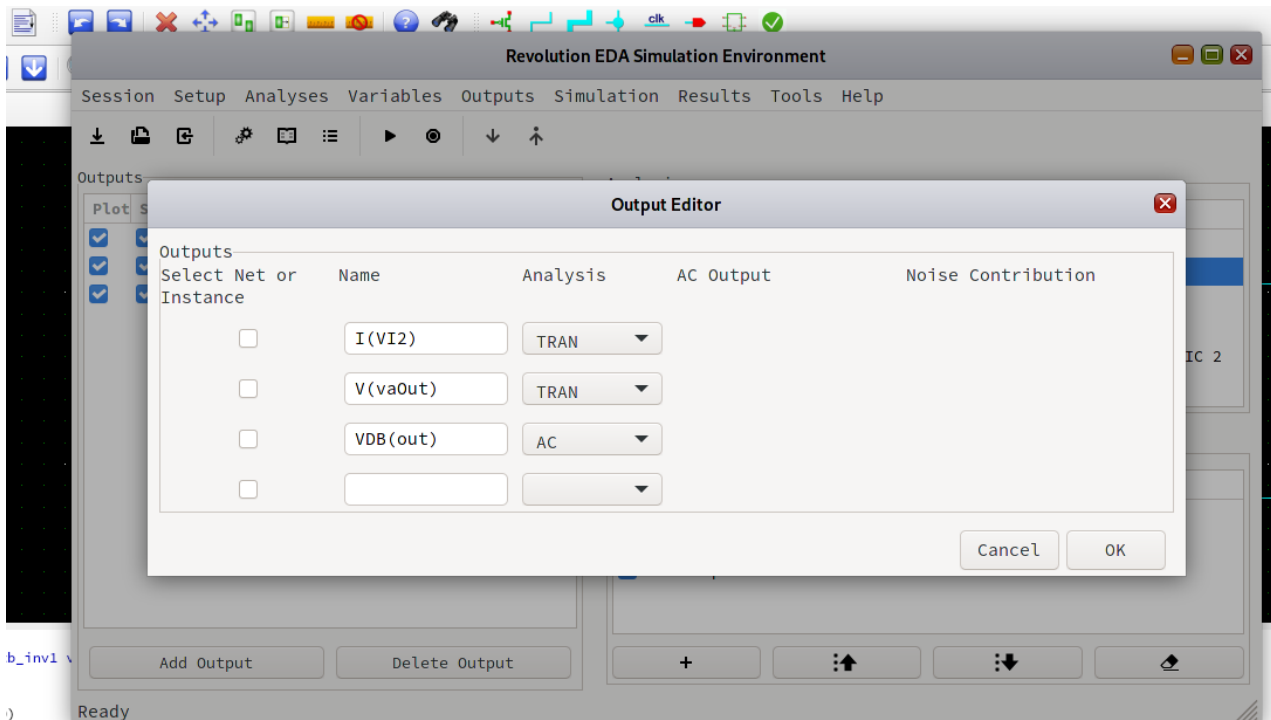 clk
Revolution EDA Simulation Environment
Session Setup Analyses Variables Outputs Simulation Results Tools Help
Outputs
Plot S
Output Editor
Outputs
Select Net or Instance Name Analysis AC Output Noise Contribution
I(VI2) TRAN
V(vaOut) TRAN
VDB(out) AC
IC 2
Cancel OK
b_inv1 v
Add Output Delete Output
Ready